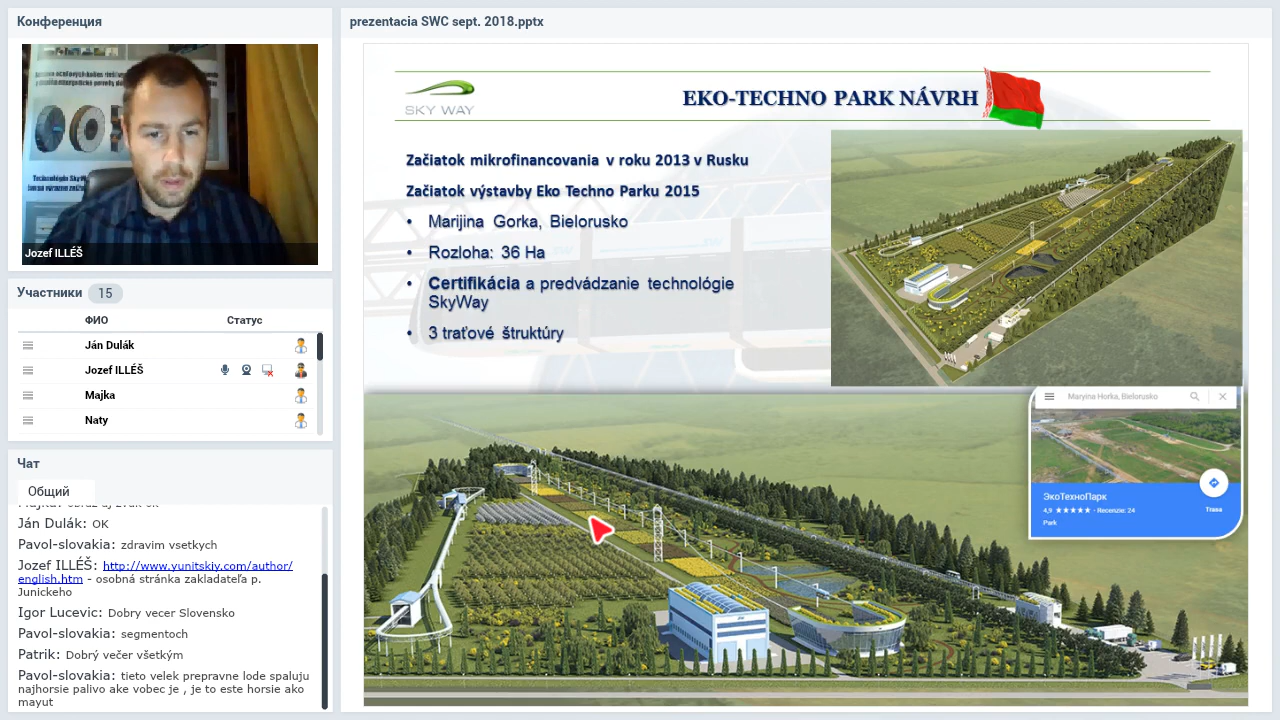 Конференция
Jozef ILLÉŠ
Участники 15
ФИО Статус
Ján Dulák
Jozef ILLÉŠ
Majka
Naty
Чат
Общий
Ján Dulák: OK
Pavol-slovakia: zdravim vsetkych
Jozef ILLÉŠ: http://www.yunitskiy.com/author/
english.htm - osobná stránka zakladateľa p.
Junickeho
Igor Lucevic: Dobry vecer Slovensko
Pavol-slovakia: segmentoch
Patrik: Dobrý večer všetkým
Pavol-slovakia: tieto velek prepravne lode spaluju
najhorsie palivo ake vobec je , je to este horsie ako
mayut
prezentacia SWC sept. 2018.pptx
SKY WAY
EKO-TECHNO PARK NÁVRH
Začiatok mikrofinancovania v roku 2013 v Rusku
Začiatok výstavby Eko Techno Parku 2015
• Marijina Gorka, Bielorusko
• Rozloha: 36 Ha
• Certifikácia a predvádzanie technológie
SkyWay
• 3 traťové štruktúry
Maryina Horka, Bielorusko
ЭкоТехноПарк
4,9 ★★★★★ - Recenzie: 24
Park
Trasa